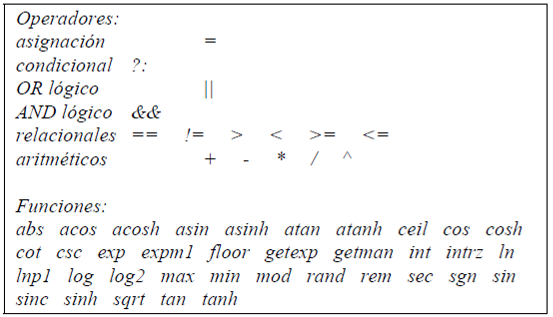 Operadores:
asignación =
condicional ?:
OR lógico ||
AND lógico &&
relacionales == != > < >= <=
aritméticos + - * / ^
Funciones:
abs acos acosh asin asinh atan atanh ceil cos cosh
cot csc exp expm1 floor getexp getman int intrz ln
lnp1 log log2 max min mod rand rem sec sgn sin
sinc sinh sqrt tan tanh